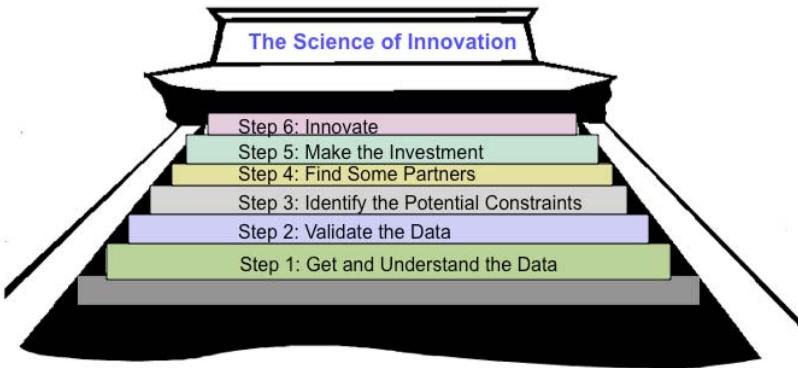 The Science of Innovation
Step 6: Innovate
Step 5: Make the Investment
Step 4: Find Some Partners
Step 3: Identify the Potential Constraints
Step 2: Validate the Data
Step 1: Get and Understand the Data